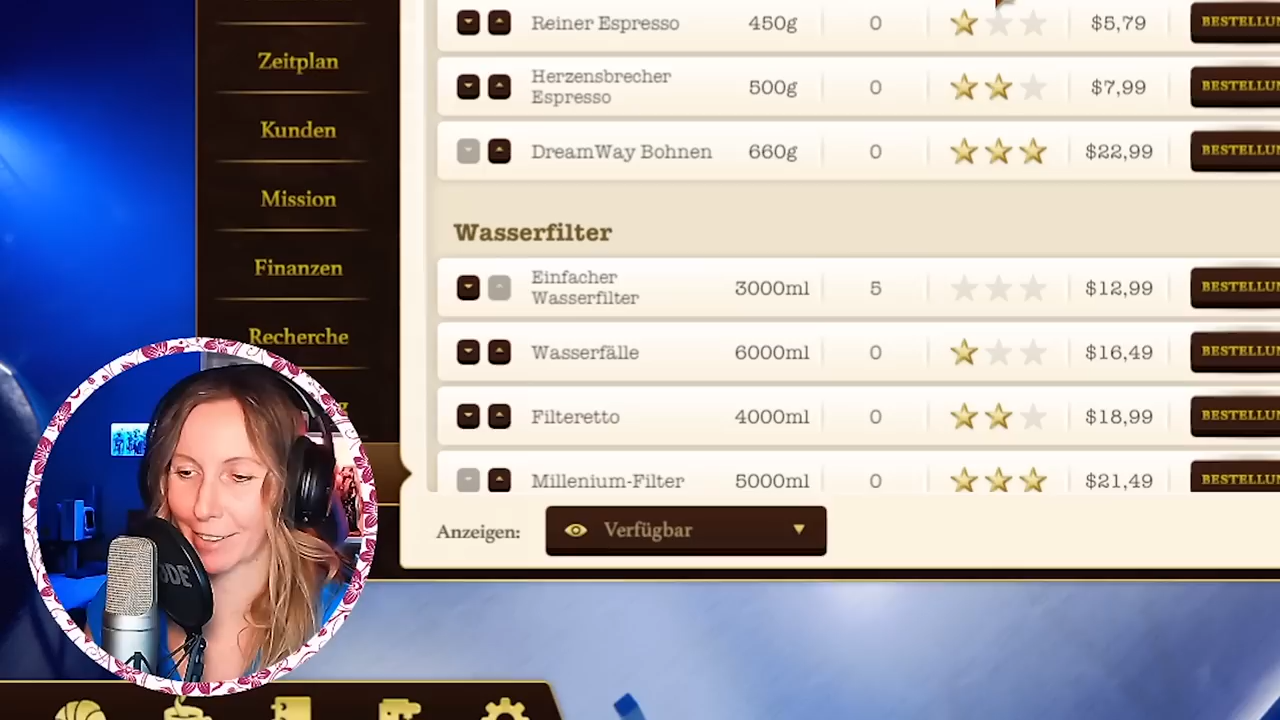 Reiner Espresso 450g 0 $5,79 BESTELLUN
Zeitplan
Herzensbrecher
Espresso 500g 0 $7,99 BESTELLUN
Kunden
DreamWay Bohnen 660g 0 $22,99 BESTELLUN
Mission
Wasserfilter
Finanzen
Einfacher
Wasserfilter 3000ml 5 $12,99 BESTELLUN
Recherche
Wasserfälle 6000ml 0 $16,49 BESTELLUN
Filteretto 4000ml 0 $18,99 BESTELLUN
Millenium-Filter 5000ml 0 $21,49 BESTELLUN
Anzeigen: Verfügbar